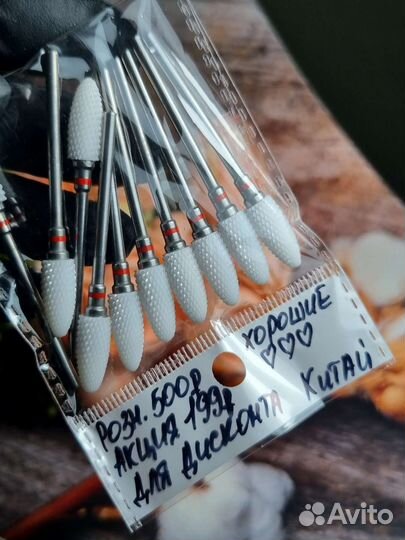 РОЗН. 500р
АКЦИЯ 199р
ДЛЯ ДИСКОНТА КИТАЙ
ХОРОШИЕ
♡♡♡
Avito